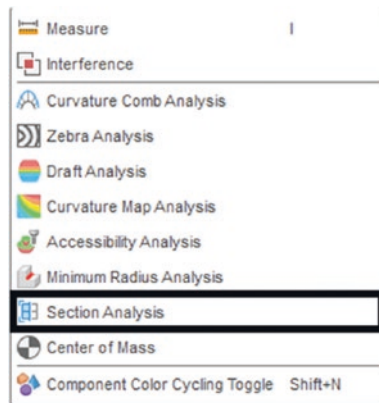 Measure I
Interference
Curvature Comb Analysis
Zebra Analysis
Draft Analysis
Curvature Map Analysis
Accessibility Analysis
Minimum Radius Analysis
Section Analysis
Center of Mass
Component Color Cycling Toggle Shift+N